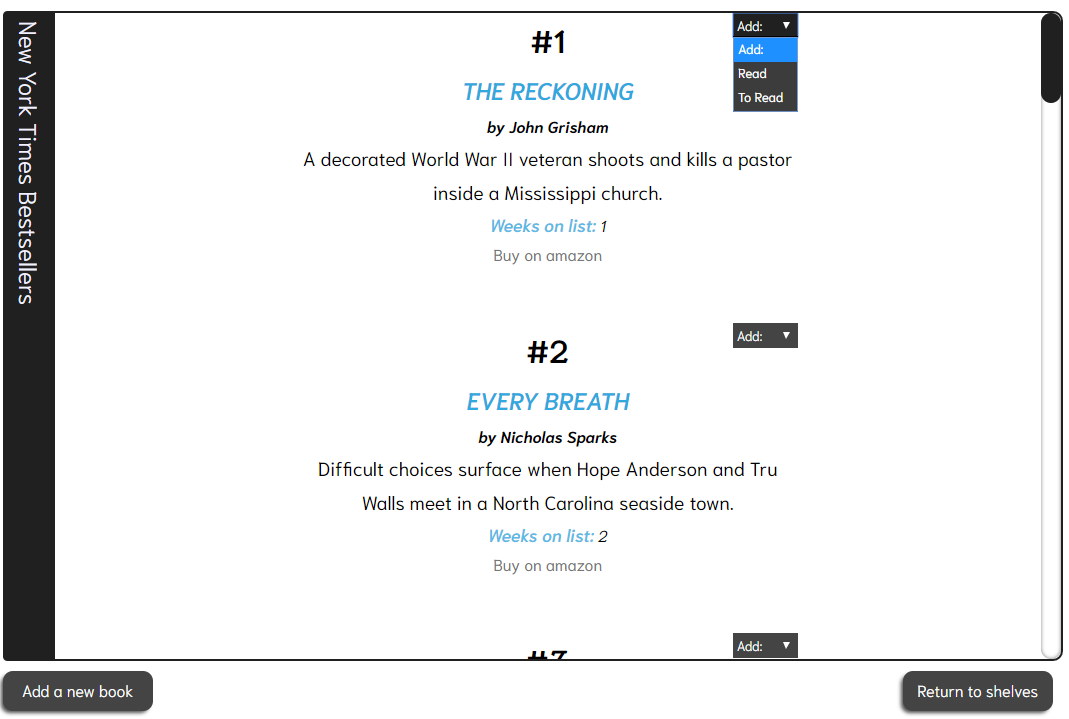 New York Times Bestsellers
#1
Add:
Add:
Read
To Read
THE RECKONING
by John Grisham
A decorated World War II veteran shoots and kills a pastor
inside a Mississippi church.
Weeks on list: 1
Buy on amazon
#2
Add:
EVERY BREATH
by Nicholas Sparks
Difficult choices surface when Hope Anderson and Tru
Walls meet in a North Carolina seaside town.
Weeks on list: 2
Buy on amazon
#3
Add:
Add a new book
Return to shelves